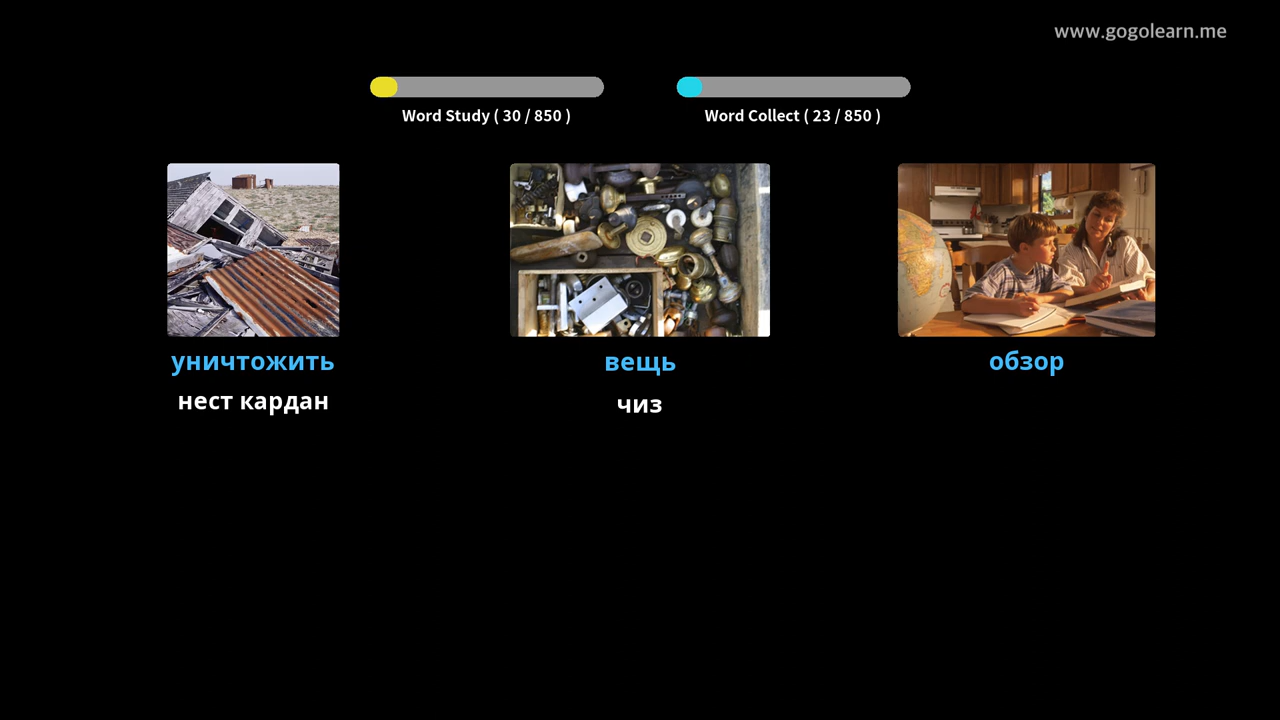 www.gogolearn.me
Word Study ( 30 / 850 )
Word Collect ( 23 / 850 )
уничтожить
вещь
обзор
нест кардан
чиз